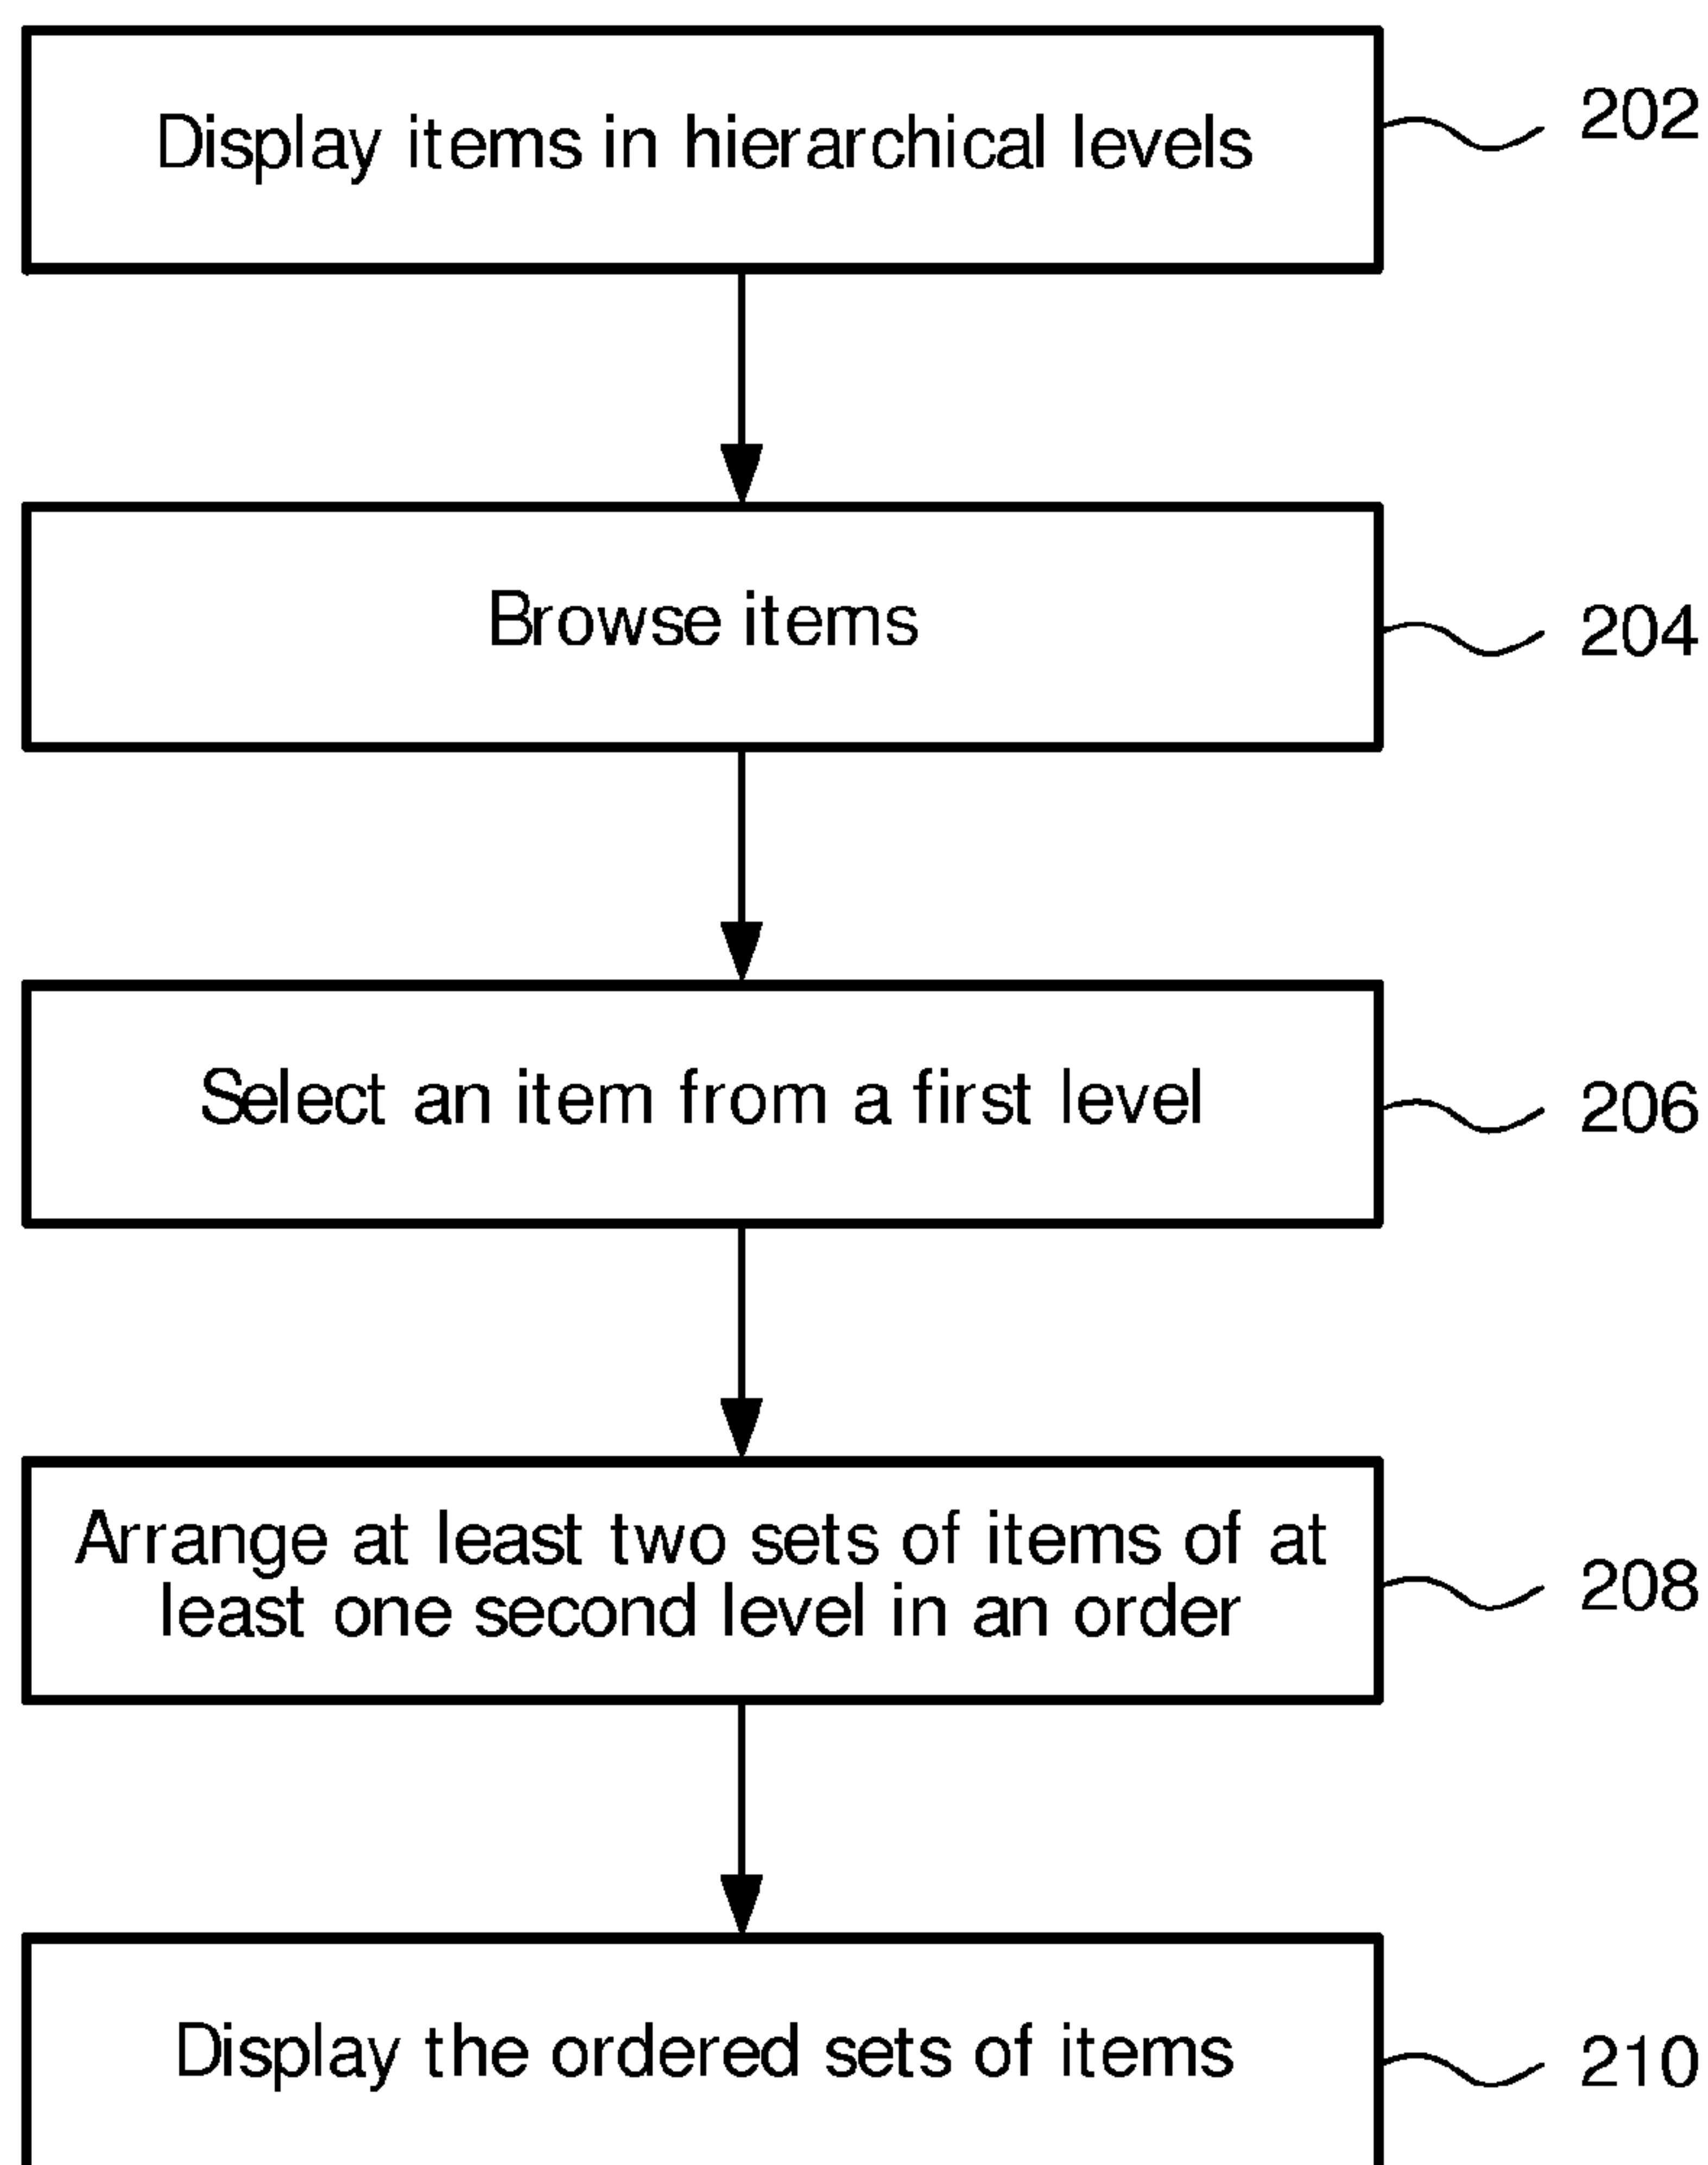 Display items in hierarchical levels
202
Browse items
204
Select an item from a first level
206
Arrange at least two sets of items of at
least one second level in an order
208
Display the ordered sets of items
210